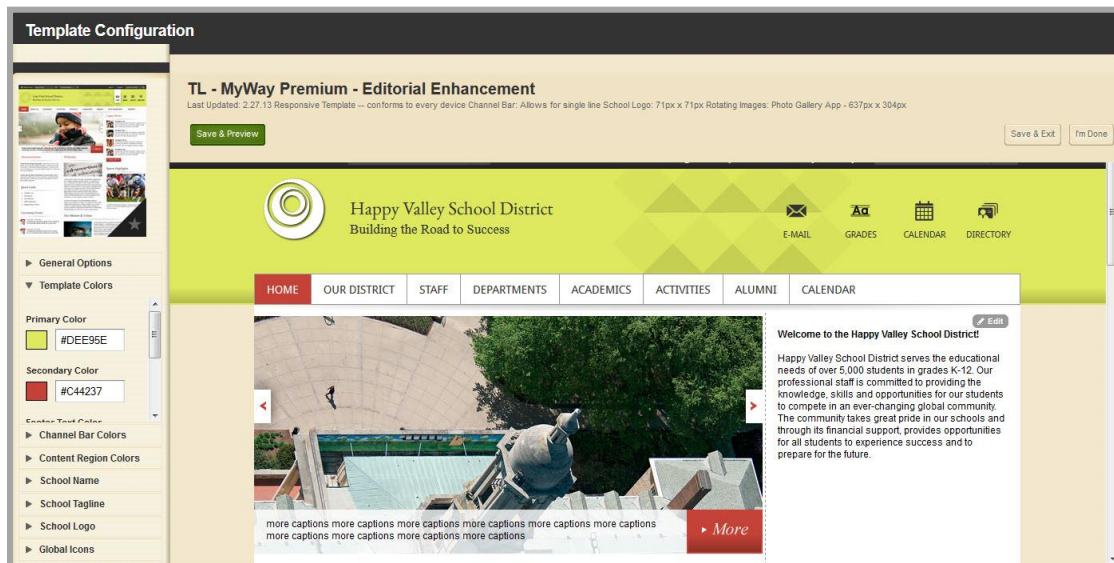 Template Configuration
TL - MyWay Premium - Editorial Enhancement
Last Updated: 2.27.13 Responsive Template -- conforms to every device Channel Bar: Allows for single line School Logo: 71px x 71px Rotating Images: Photo Gallery App - 637px x 304px
Save & Preview
Save & Exit
I'm Done
General Options
Template Colors
Primary Color
#DEE95E
Secondary Color
#C44237
Footer Text Color
Channel Bar Colors
Content Region Colors
School Name
School Tagline
School Logo
Global Icons
Happy Valley School District
Building the Road to Success
E-MAIL
GRADES
CALENDAR
DIRECTORY
HOME
OUR DISTRICT
STAFF
DEPARTMENTS
ACADEMICS
ACTIVITIES
ALUMNI
CALENDAR
more captions more captions more captions more captions more captions more captions
more captions more captions more captions more captions
More
Edit
Welcome to the Happy Valley School District!
Happy Valley School District serves the educational
needs of over 5,000 students in grades K-12. Our
professional staff is committed to providing the
knowledge, skills and opportunities for our students
to compete in an ever-changing global community.
The community takes great pride in our schools and
through its financial support, provides opportunities
for all students to experience success and to
prepare for the future.